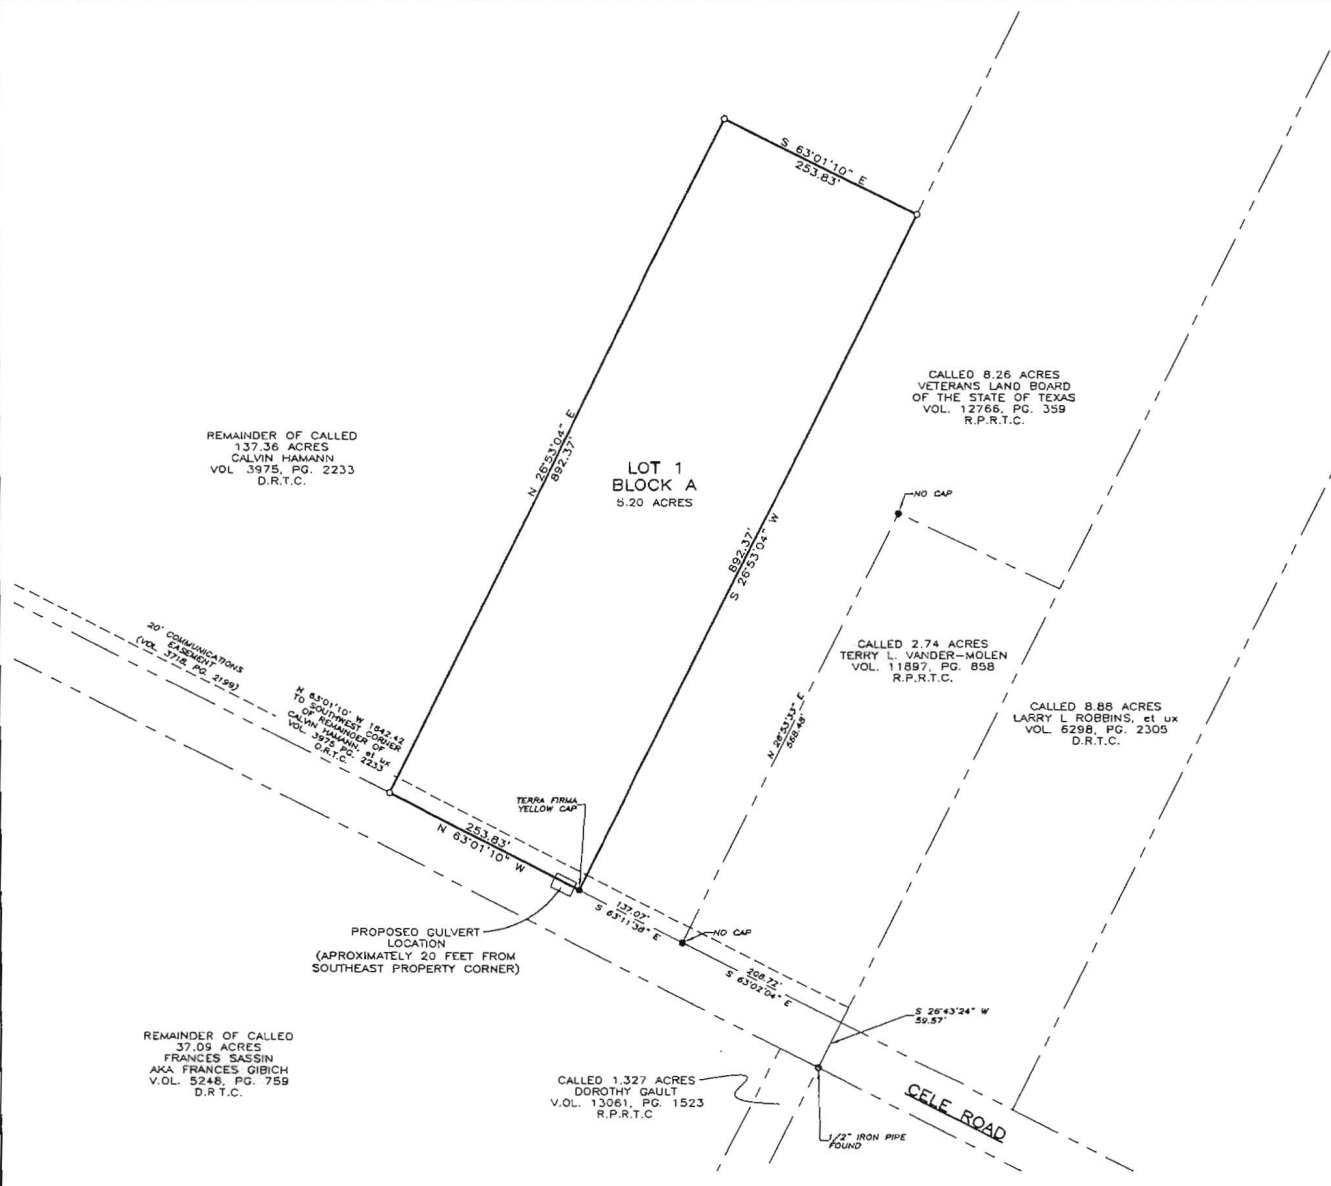 S 63°01'10" E
253.83'
CALLED 8.26 ACRES
VETERANS LAND BOARD
OF THE STATE OF TEXAS
VOL. 12766, PG. 359
R.P.R.T.C.
REMAINDER OF CALLED
137.36 ACRES
CALVIN HAMANN
VOL 3975, PG. 2233
D.R.T.C.
N 26°53'04" E
892.37'
LOT 1
BLOCK A
5.20 ACRES
NO CAP
892.37'
S 26°53'04" W
20' COMMUNICATIONS
EASEMENT
(VOL. 3718, PG. 2199)
N 63°01'10" W 1842.42
TO SOUTHWEST CORNER
OF REMAINDER OF
CALVIN HAMANN, et ux
VOL. 3975 PG. 2233
D.R.T.C.
CALLED 2.74 ACRES
TERRY L. VANDER-MOLEN
VOL. 11897, PG. 858
R.P.R.T.C.
N 26°53'33" E
568.48'
CALLED 8.88 ACRES
LARRY L ROBBINS, et ux
VOL. 6298, PG. 2305
D.R.T.C.
TERRA FIRMA
YELLOW CAP
253.83'
N 63°01'10" W
137.07'
S 63°11'38" E
NO CAP
PROPOSED CULVERT
LOCATION
(APROXIMATELY 20 FEET FROM
SOUTHEAST PROPERTY CORNER)
208.72'
S 63°02'04" E
S 26°43'24" W
59.57'
REMAINDER OF CALLED
37.09 ACRES
FRANCES SASSIN
AKA FRANCES GIBICH
V.OL. 5248, PG. 759
D.R T.C.
CALLED 1.327 ACRES
DOROTHY GAULT
V.OL. 13061, PG. 1523
R.P.R.T.C
CELE ROAD
1/2" IRON PIPE
FOUND